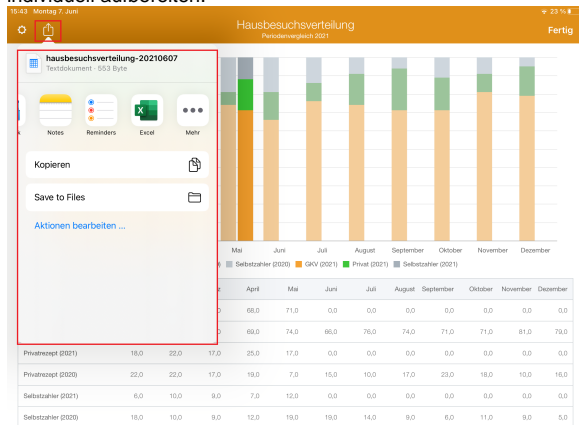 individuell aufbereiten.
15:43 Montag 7. Juni
23 %
Hausbesuchsverteilung
Periodenvergleich 2021
Fertig
hausbesuchsverteilung-20210607
Textdokument · 553 Byte
Notes Reminders Excel Mehr
Kopieren
Save to Files
Aktionen bearbeiten ...
Mai Juni Juli August September Oktober November Dezember
Selbstzahler (2020) GKV (2021) Privat (2021) Selbstzahler (2021)
April Mai Juni Juli August September Oktober November Dezember
68,0 71,0 0,0 0,0 0,0 0,0 0,0 0,0 0,0
69,0 74,0 66,0 76,0 74,0 71,0 71,0 81,0 79,0
Privatrezept (2021) 18,0 22,0 17,0 25,0 17,0 0,0 0,0 0,0 0,0 0,0 0,0 0,0
Privatrezept (2020) 22,0 22,0 17,0 19,0 7,0 15,0 10,0 17,0 23,0 18,0 10,0 16,0
Selbstzahler (2021) 6,0 10,0 9,0 7,0 12,0 0,0 0,0 0,0 0,0 0,0 0,0 0,0
Selbstzahler (2020) 18,0 10,0 9,0 12,0 19,0 19,0 14,0 9,0 6,0 11,0 9,0 5,0